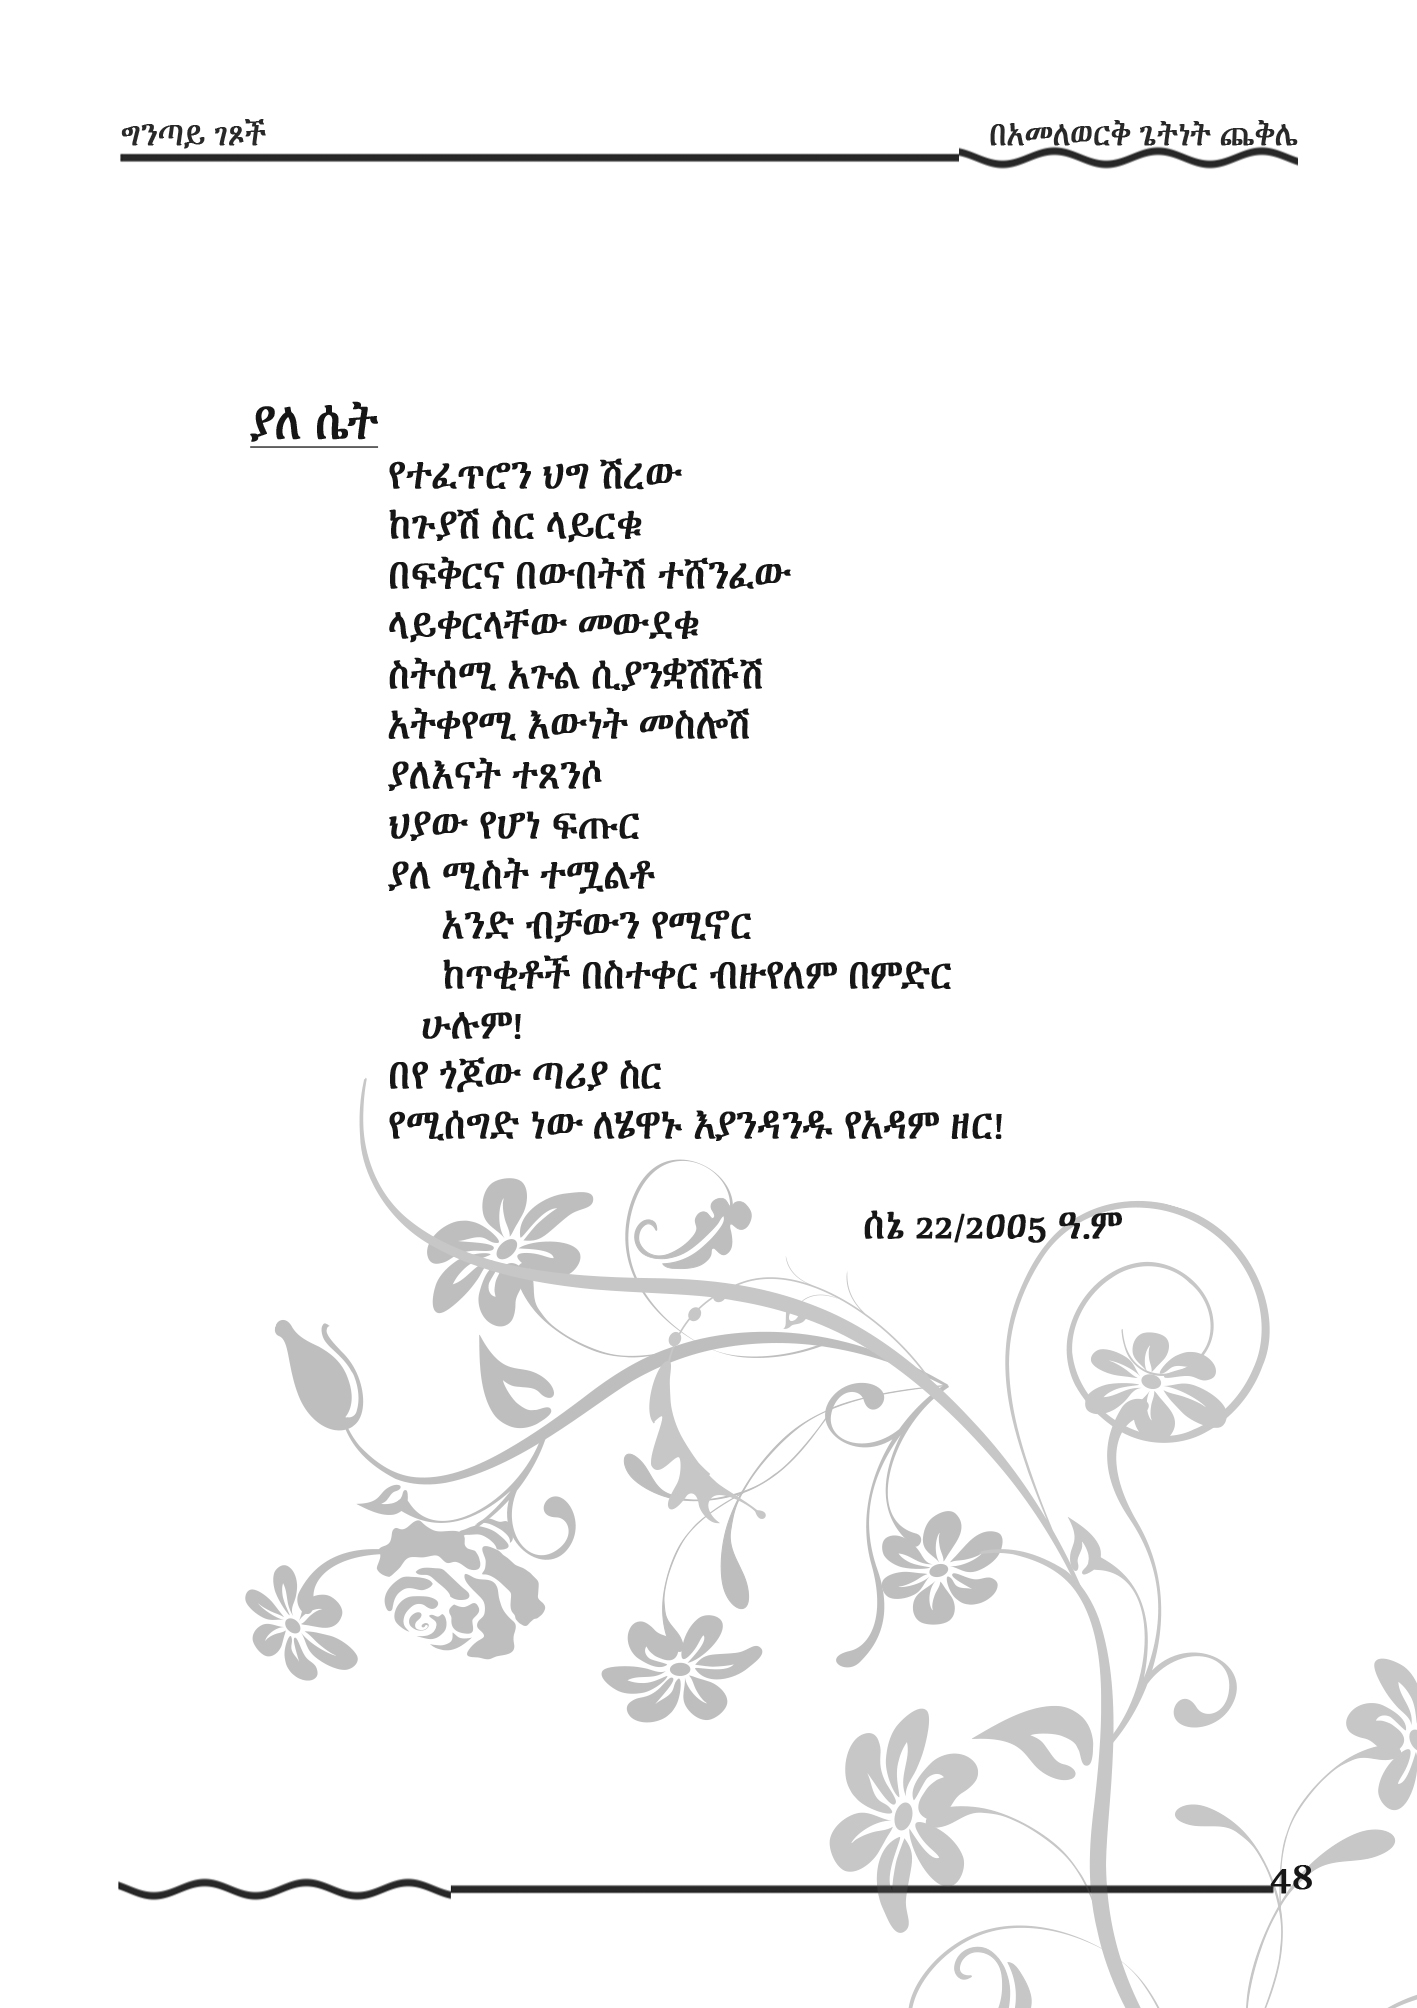 ግንጣይ ገጾች
በአመለወርቅ ጌትነት ጨቅሌ
ያለ ሴት
የተፈጥሮን ህግ ሽረው
ከጉያሽ ስር ላይርቁ
በፍቅርና በውበትሽ ተሸንፈው
ላይቀርላቸው መውደቁ
ስትሰሚ አጉል ሲያንቋሽሹሽ
አትቀየሚ እውነት መስሎሽ
ያለእናት ተጸንሶ
ህያው የሆነ ፍጡር
ያለ ሚስት ተሟልቶ
አንድ ብቻውን የሚኖር
ከጥቂቶች በስተቀር ብዙየለም በምድር
ሁሉም!
በየ ጎጆው ጣሪያ ስር
የሚሰግድ ነው ለሄዋኑ እያንዳንዱ የአዳም ዘር!
ሰኔ 22/2005 ዓ.ም
48